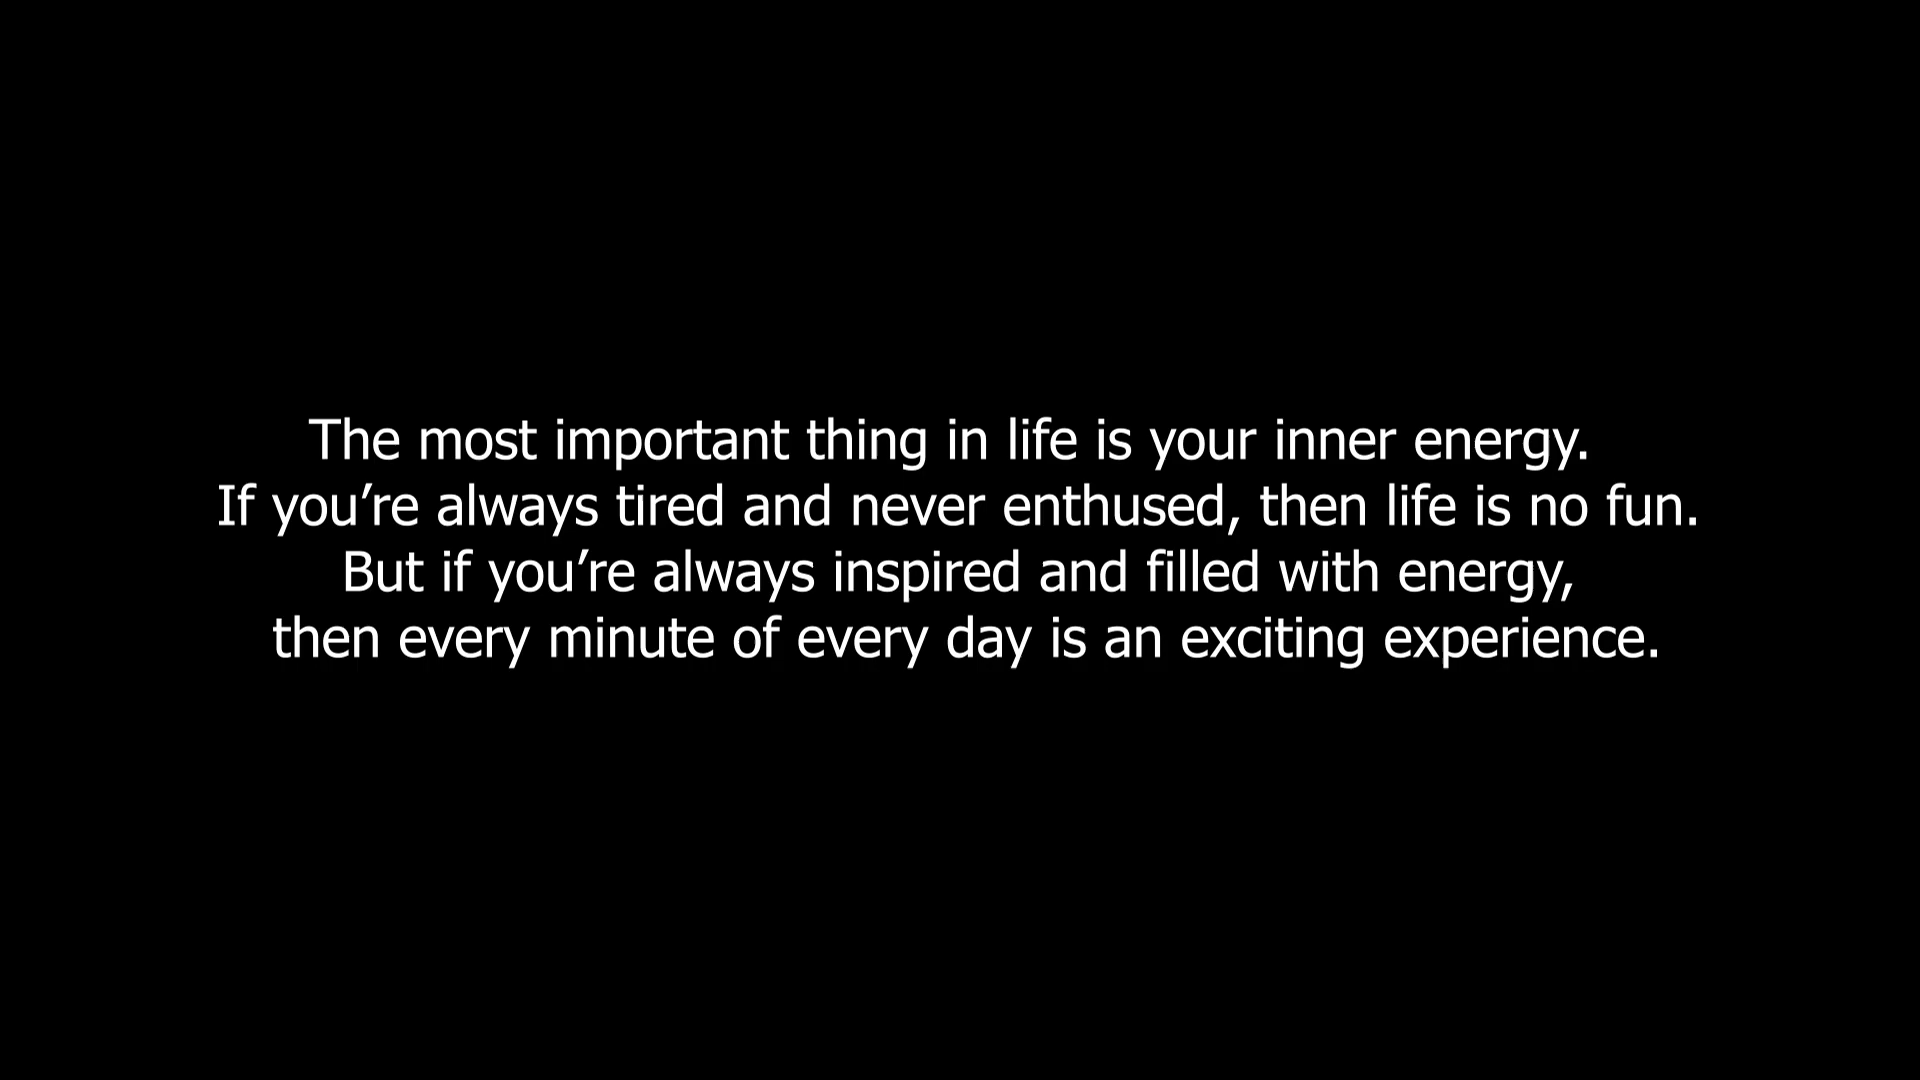 The most important thing in life is your inner energy.
If you’re always tired and never enthused, then life is no fun.
But if you’re always inspired and filled with energy,
then every minute of every day is an exciting experience.